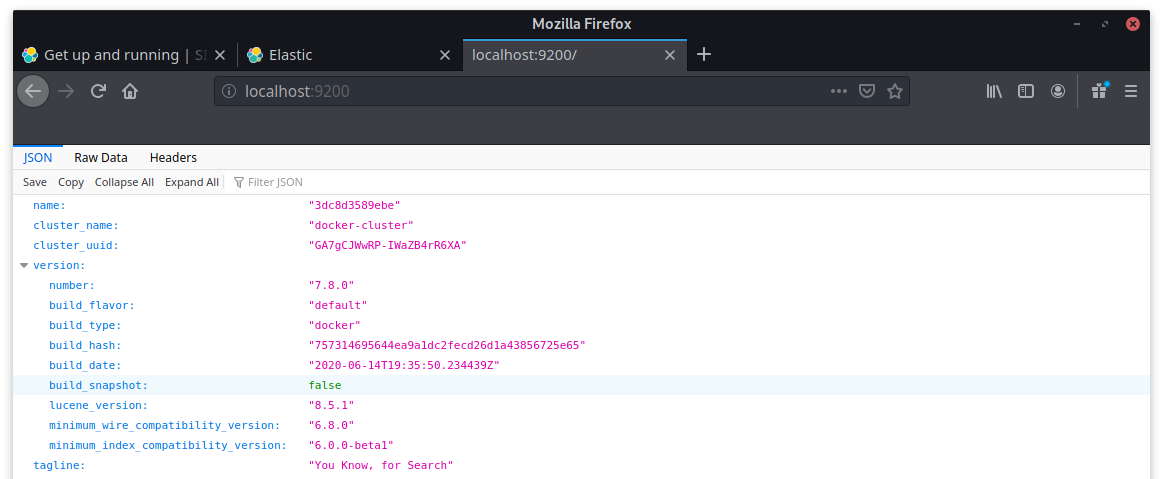 Mozilla Firefox
Get up and running | SI Elastic localhost:9200/
localhost:9200
JSON Raw Data Headers
Save Copy Collapse All Expand All Filter JSON
name: "3dc8d3589ebe"
cluster_name: "docker-cluster"
cluster_uuid: "GA7gCJWwRP-IWaZB4rR6XA"
version:
number: "7.8.0"
build_flavor: "default"
build_type: "docker"
build_hash: "757314695644ea9a1dc2fecd26d1a43856725e65"
build_date: "2020-06-14T19:35:50.234439Z"
build_snapshot: false
lucene_version: "8.5.1"
minimum_wire_compatibility_version: "6.8.0"
minimum_index_compatibility_version: "6.0.0-beta1"
tagline: "You Know, for Search"